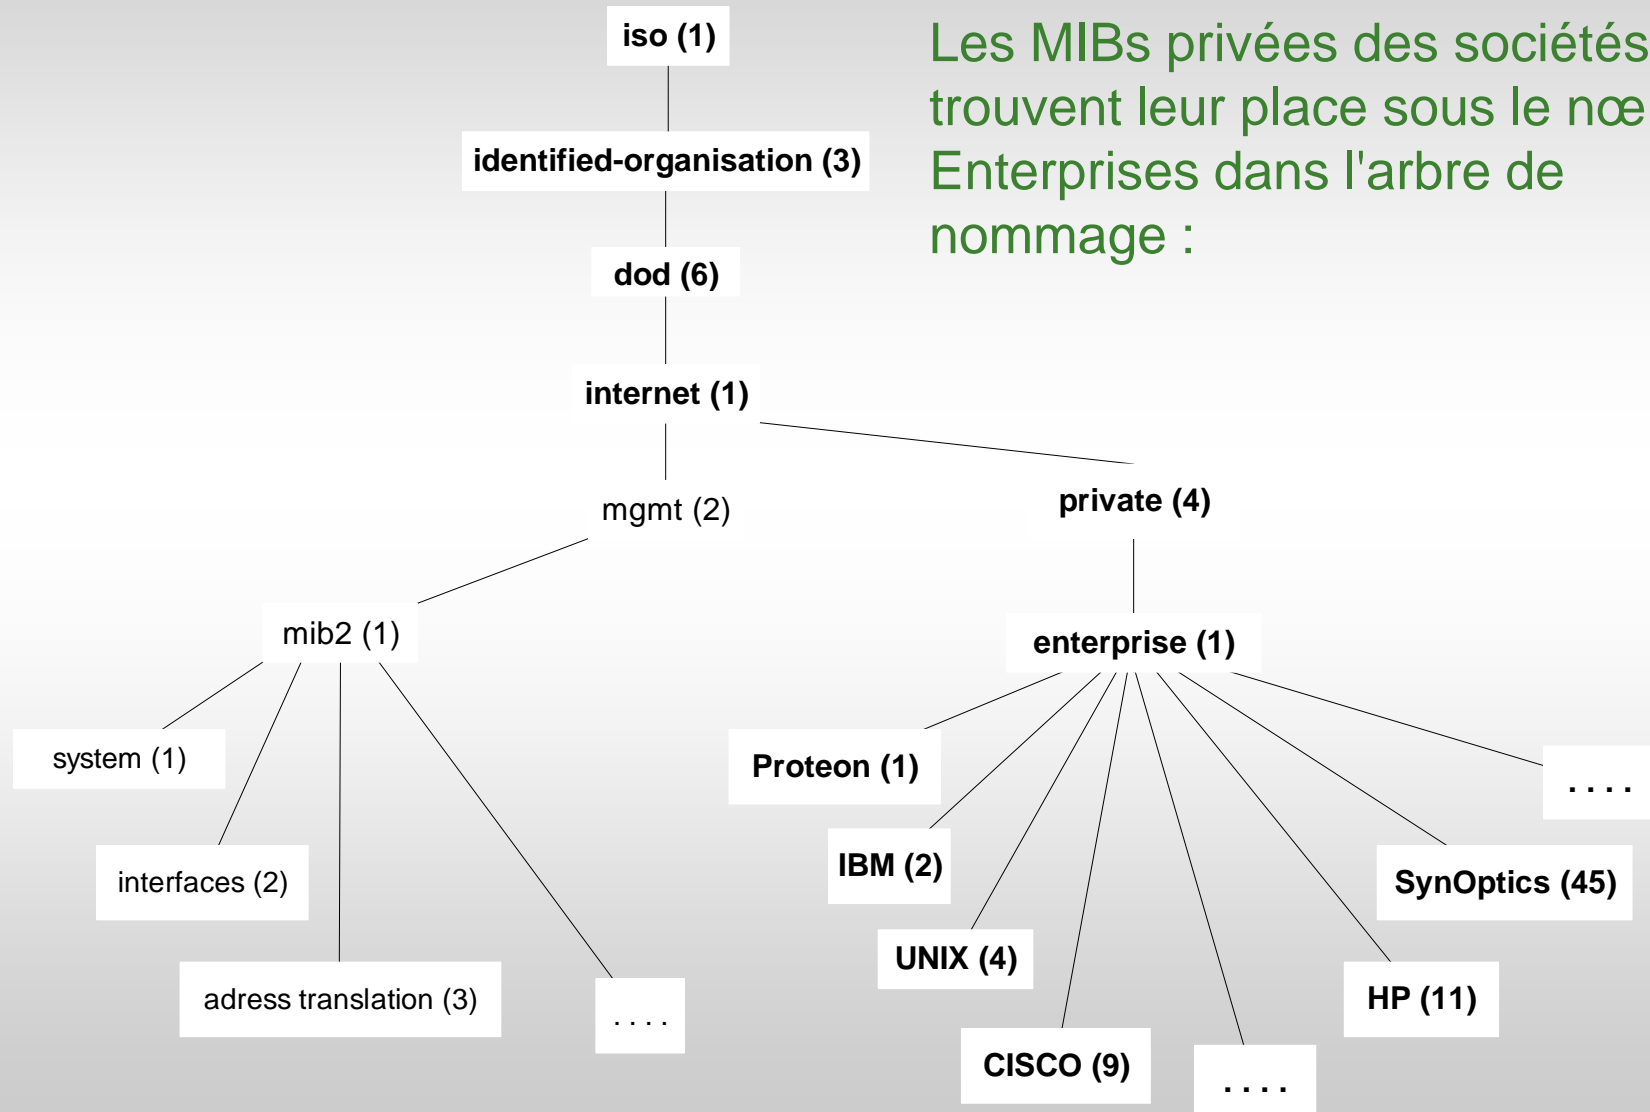 iso (1)
Les MIBs privées des sociétés
trouvent leur place sous le nœ
Enterprises dans l'arbre de
nommage :
identified-organisation (3)
dod (6)
internet (1)
mgmt (2)
private (4)
mib2 (1)
enterprise (1)
system (1)
Proteon (1)
. . . .
interfaces (2)
IBM (2)
SynOptics (45)
UNIX (4)
adress translation (3)
. . . .
HP (11)
CISCO (9)
. . . .